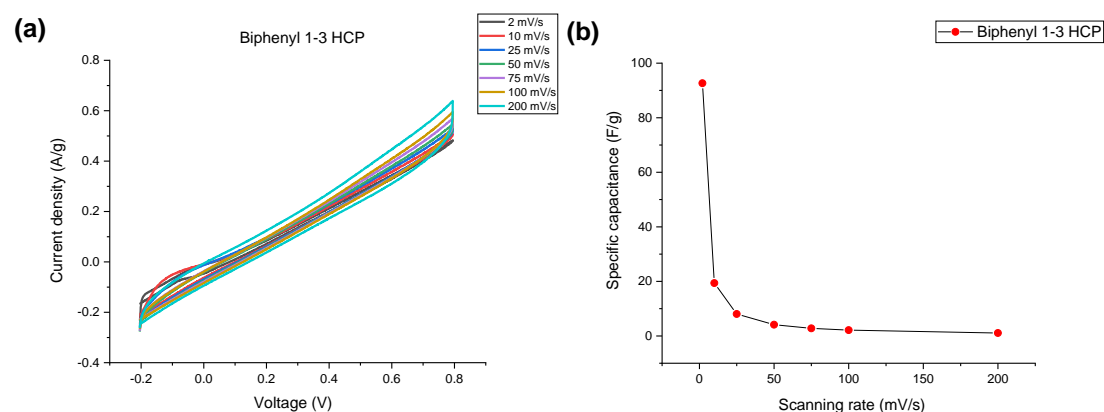 (a)
Biphenyl 1-3 HCP
2 mV/s
10 mV/s
25 mV/s
50 mV/s
75 mV/s
100 mV/s
200 mV/s
0.8
0.6
0.4
0.2
0.0
-0.2
-0.4
Current density (A/g)
-0.2 0.0 0.2 0.4 0.6 0.8
Voltage (V)
(b)
Biphenyl 1-3 HCP
100
80
60
40
20
0
Specific capacitance (F/g)
0 50 100 150 200
Scanning rate (mV/s)